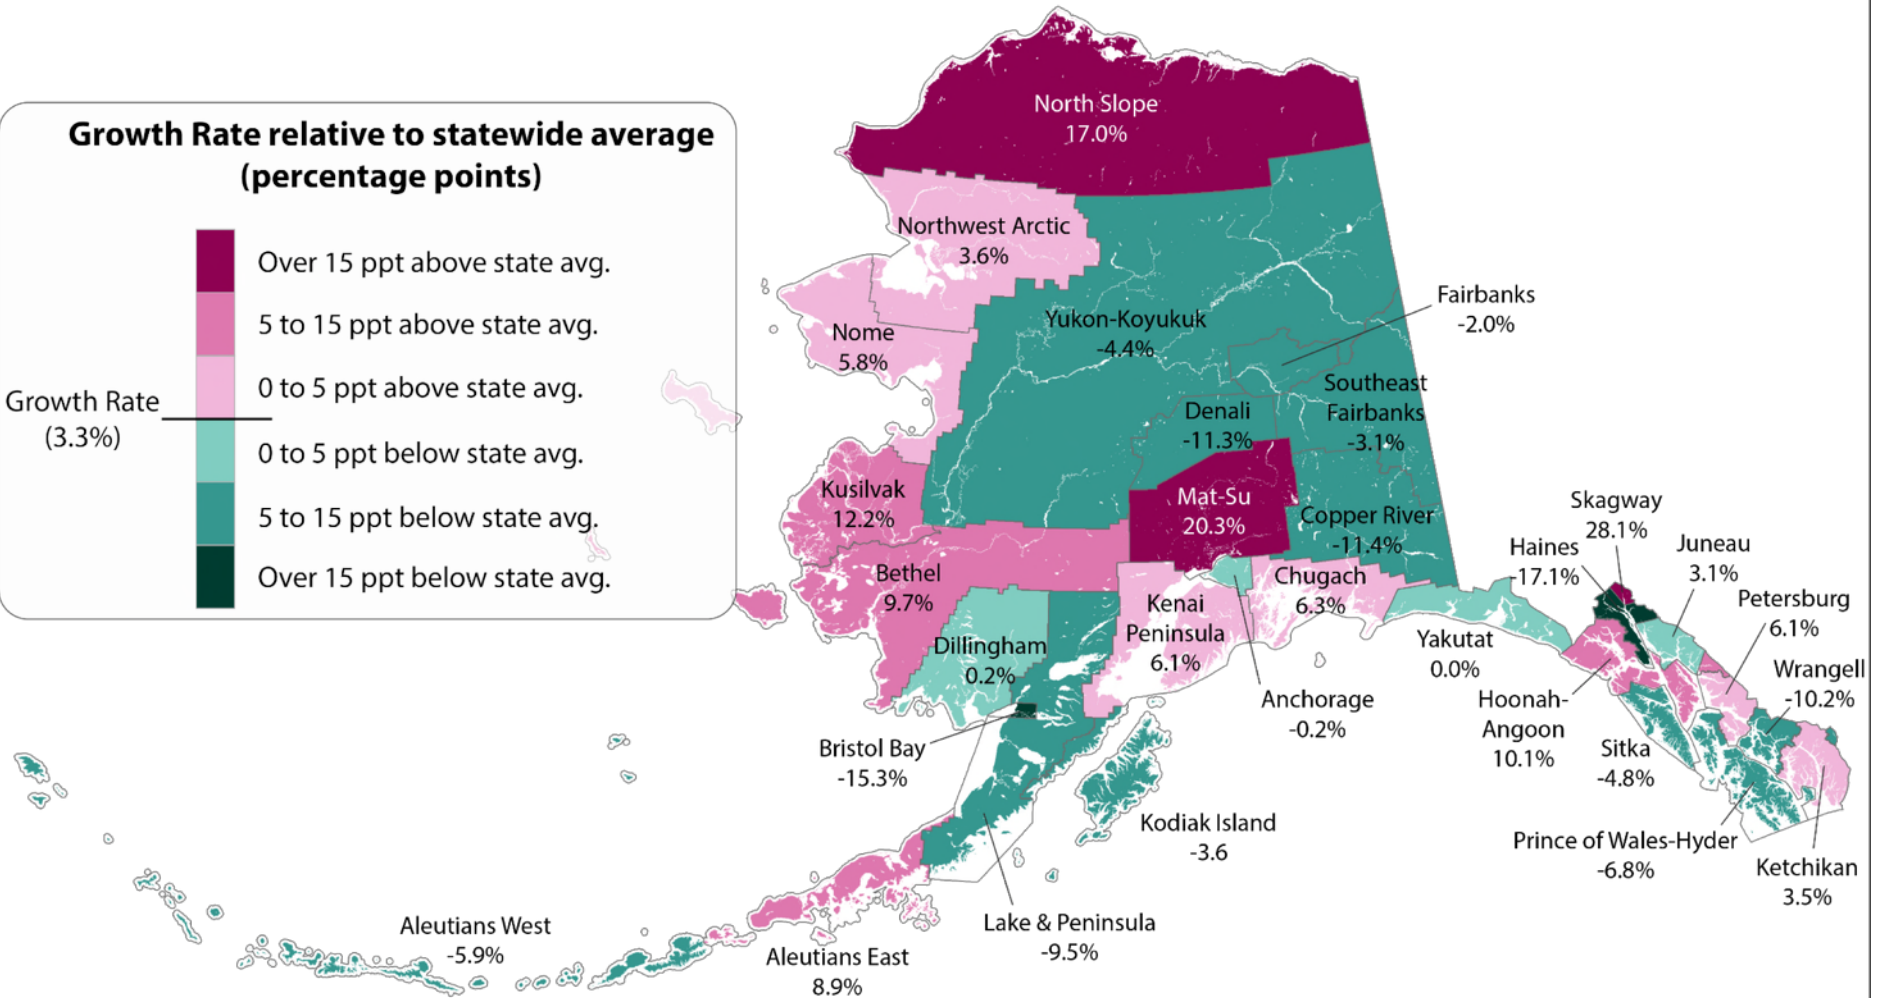 Growth Rate relative to statewide average
(percentage points)
Over 15 ppt above state avg.
5 to 15 ppt above state avg.
0 to 5 ppt above state avg.
Growth Rate
(3.3%)
0 to 5 ppt below state avg.
5 to 15 ppt below state avg.
Over 15 ppt below state avg.
North Slope
17.0%
Northwest Arctic
3.6%
Nome
5.8%
Yukon-Koyukuk
-4.4%
Fairbanks
-2.0%
Southeast
Fairbanks
-3.1%
Denali
-11.3%
Kusilvak
12.2%
Mat-Su
20.3%
Copper River
-11.4%
Skagway
28.1%
Haines
-17.1%
Juneau
3.1%
Petersburg
6.1%
Wrangell
-10.2%
Bethel
9.7%
Kenai
Peninsula
6.1%
Chugach
6.3%
Dillingham
0.2%
Yakutat
0.0%
Anchorage
-0.2%
Hoonah-
Angoon
10.1%
Sitka
-4.8%
Bristol Bay
-15.3%
Kodiak Island
-3.6
Prince of Wales-Hyder
-6.8%
Ketchikan
3.5%
Aleutians West
-5.9%
Aleutians East
8.9%
Lake & Peninsula
-9.5%